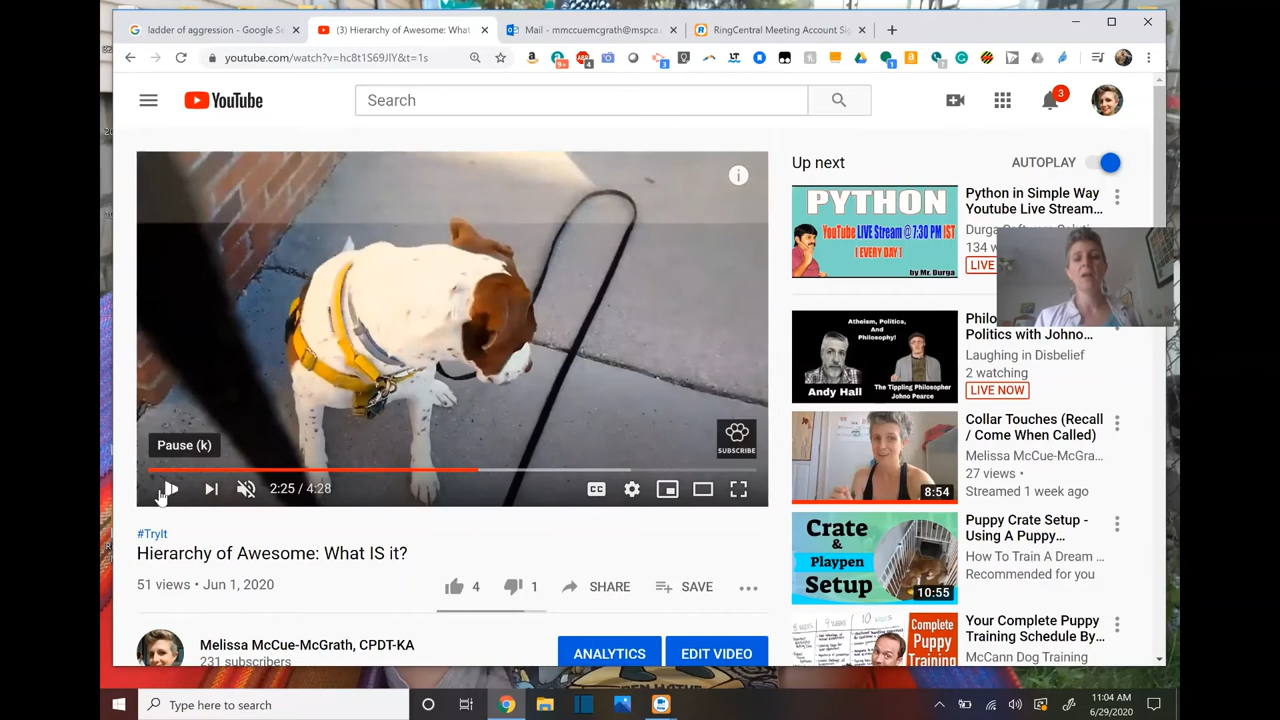 ladder of aggression - Google Se
(3) Hierarchy of Awesome: What
Mail - mmccuemcgrath@mspca.
RingCentral Meeting Account Sig
youtube.com/watch?v=hc8t1S69JlY&t=1s
YouTube
Search
3
Up next
AUTOPLAY
PYTHON
YouTube LIVE Stream @ 7:30 PM IST
[ EVERY DAY ]
by Mr. Durga
Python in Simple Way
Youtube Live Stream...
134
LIVE
Atheism, Politics,
And
Philosophy!
Andy Hall
The Tippling Philosopher
Johno Pearce
Politics with Johno...
Laughing in Disbelief
2 watching
LIVE NOW
8:54
Collar Touches (Recall
/ Come When Called)
Melissa McCue-McGra...
27 views •
Streamed 1 week ago
Crate
&
Playpen
Setup
10:55
Puppy Crate Setup -
Using A Puppy...
How To Train A Dream ...
Recommended for you
Complete
Puppy
Training
Your Complete Puppy
Training Schedule By...
McCann Dog Training
SUBSCRIBE
Pause (k)
2:25 / 4:28
CC
#TryIt
Hierarchy of Awesome: What IS it?
51 views • Jun 1, 2020
4
1
SHARE
SAVE
Melissa McCue-McGrath, CPDT-KA
231 subscribers
ANALYTICS
EDIT VIDEO
Type here to search
11:04 AM
6/29/2020